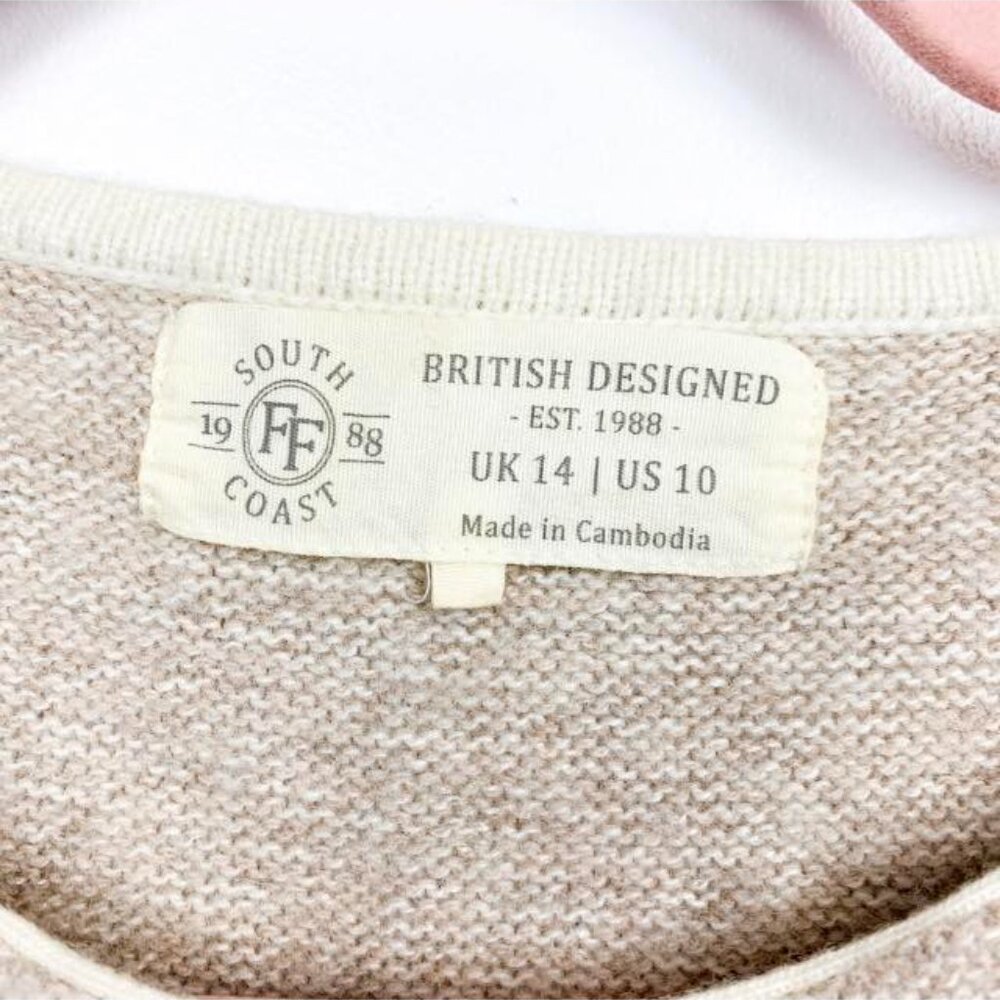 SOUTH
19 FF 88
COAST
BRITISH DESIGNED
- EST. 1988 -
UK 14 | US 10
Made in Cambodia